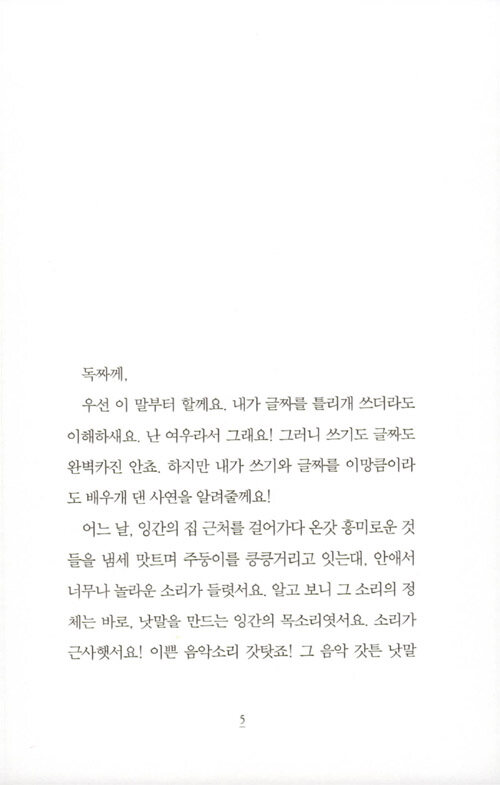 독짜께,
우선 이 말부터 할께요. 내가 글짜를 틀리개 쓰더라도
이해하새요. 난 여우라서 그래요! 그러니 쓰기도 글짜도
완벽카진 안쵸. 하지만 내가 쓰기와 글짜를 이망큼이라
도 배우개 댄 사연을 알려줄께요!
어느 날, 잉간의 집 근처를 걸어가다 온갓 흥미로운 것
들을 냄세 맛트며 주둥이를 킁킁거리고 잇는대, 안애서
너무나 놀라운 소리가 들렷서요. 알고 보니 그 소리의 정
체는 바로, 낫말을 만드는 잉간의 목소리엿서요. 소리가
근사햇서요! 이쁜 음악소리 갓탓죠! 그 음악 갓튼 낫말
5